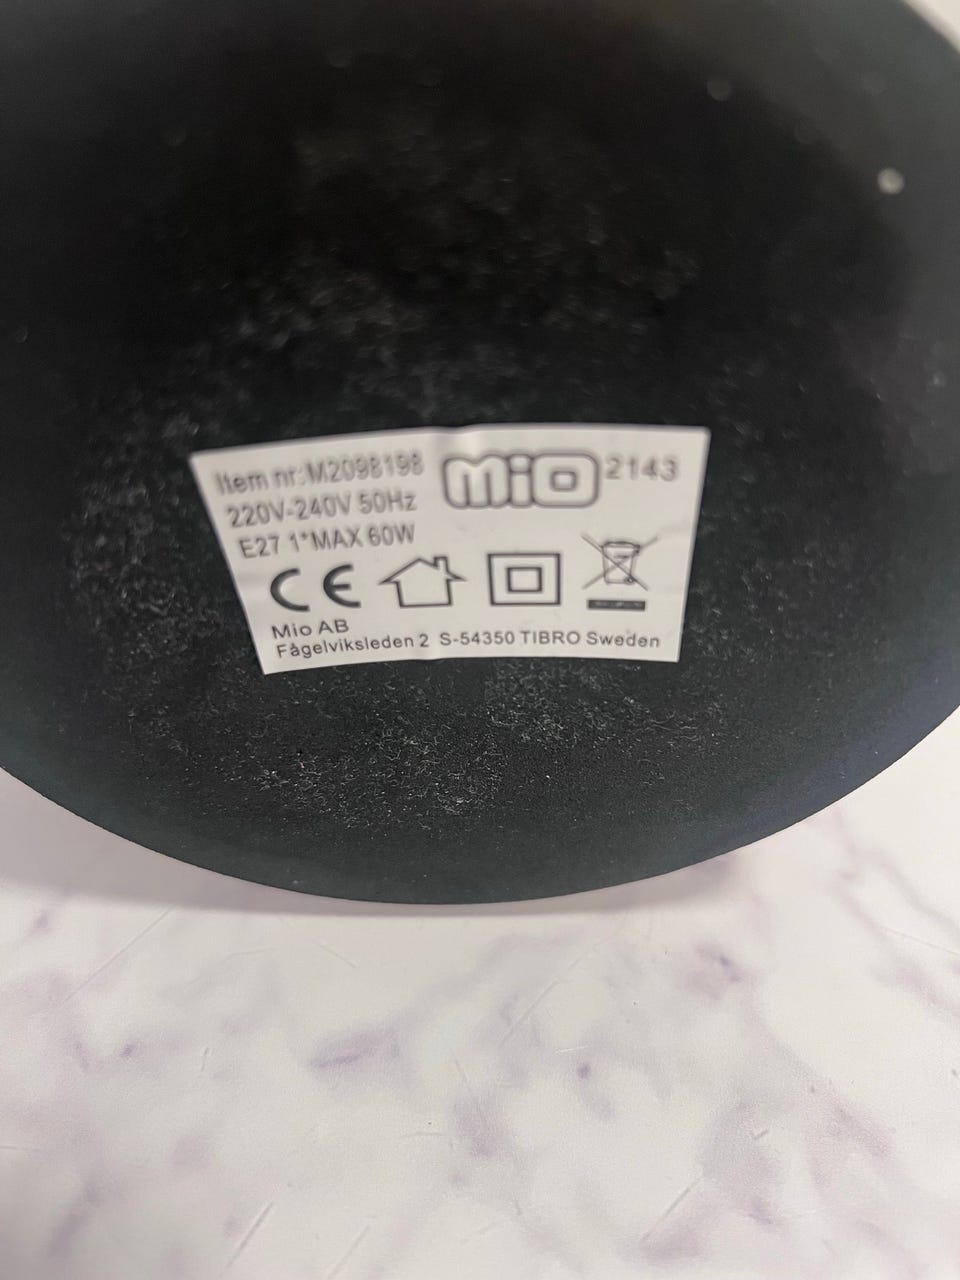 Item nr:M2098198
220V-240V 50Hz
E27 1*MAX 60W
MiO 2143
CE
Mio AB
Fågelviksleden 2 S-54350 TIBRO Sweden